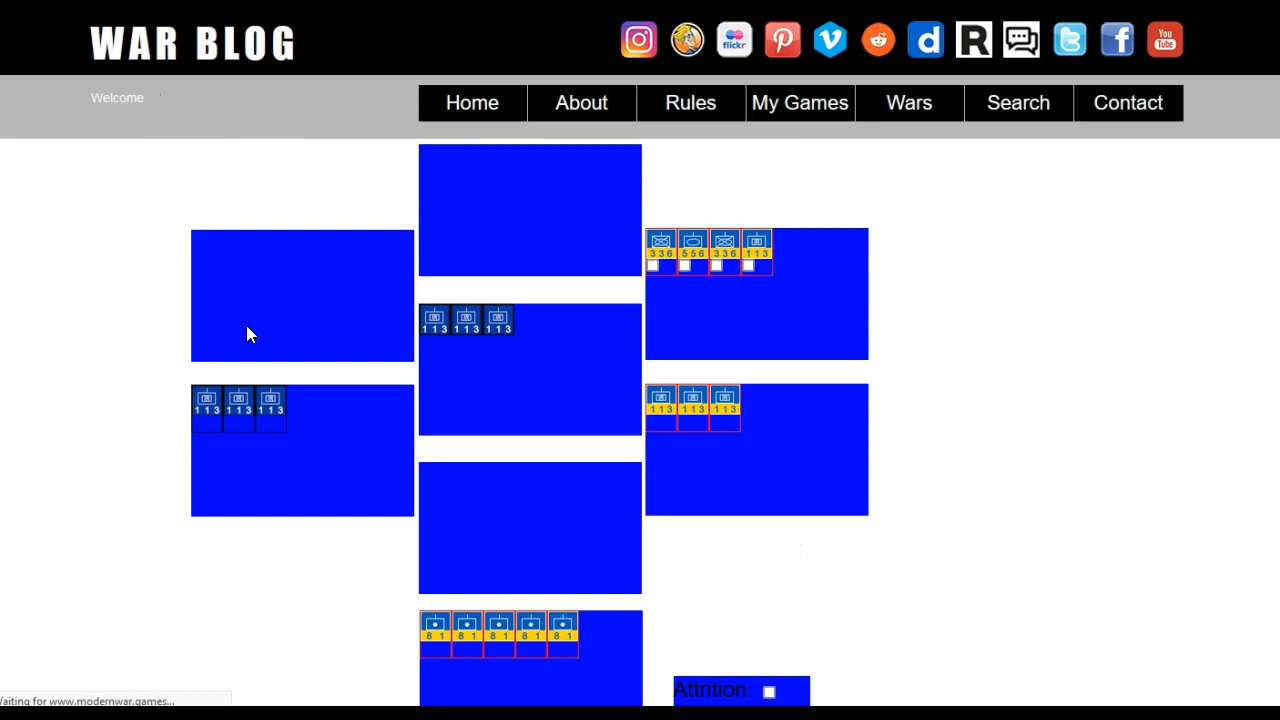 WAR BLOG
flickr
d
R
You
Tube
Welcome
Home About Rules My Games Wars Search Contact
3 3 6 5 5 6 3 3 6 1 1 3
1 1 3 1 1 3 1 1 3
1 1 3 1 1 3 1 1 3
1 1 3 1 1 3 1 1 3
8 1 8 1 8 1 8 1 8 1
Attrition:
Waiting for www.modernwar.games...